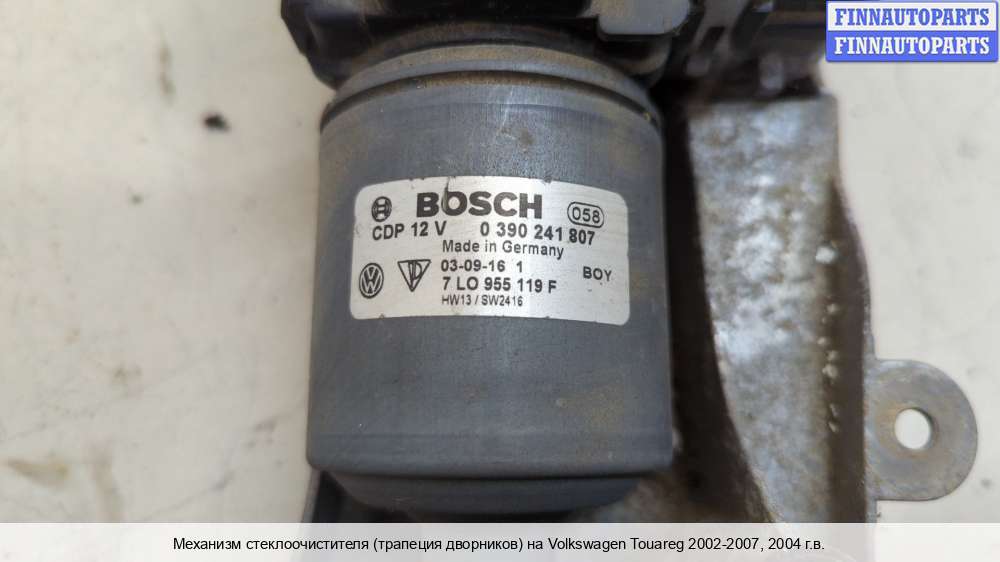 FINNAUTOPARTS
FINNAUTOPARTS
BOSCH 058
CDP 12 V 0 390 241 807
Made in Germany
03-09-16 1 BOY
7 L0 955 119 F
HW13 / SW2416
Механизм стеклоочистителя (трапеция дворников) на Volkswagen Touareg 2002-2007, 2004 г.в.